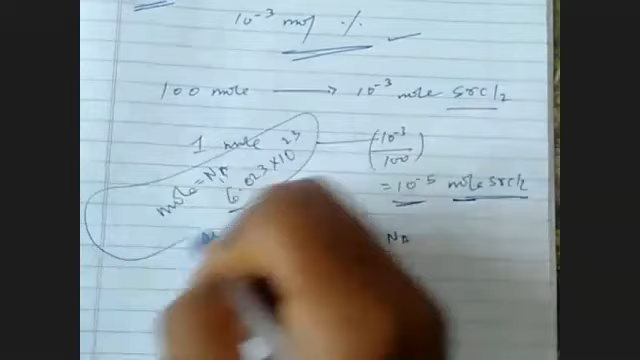 10⁻³ mol %
100 mole → 10⁻³ mole SrCl₂
1 mole — (10⁻³/100)
mole = NA
6.023 × 10²³
= 10⁻⁵ mole SrCl₂
NA